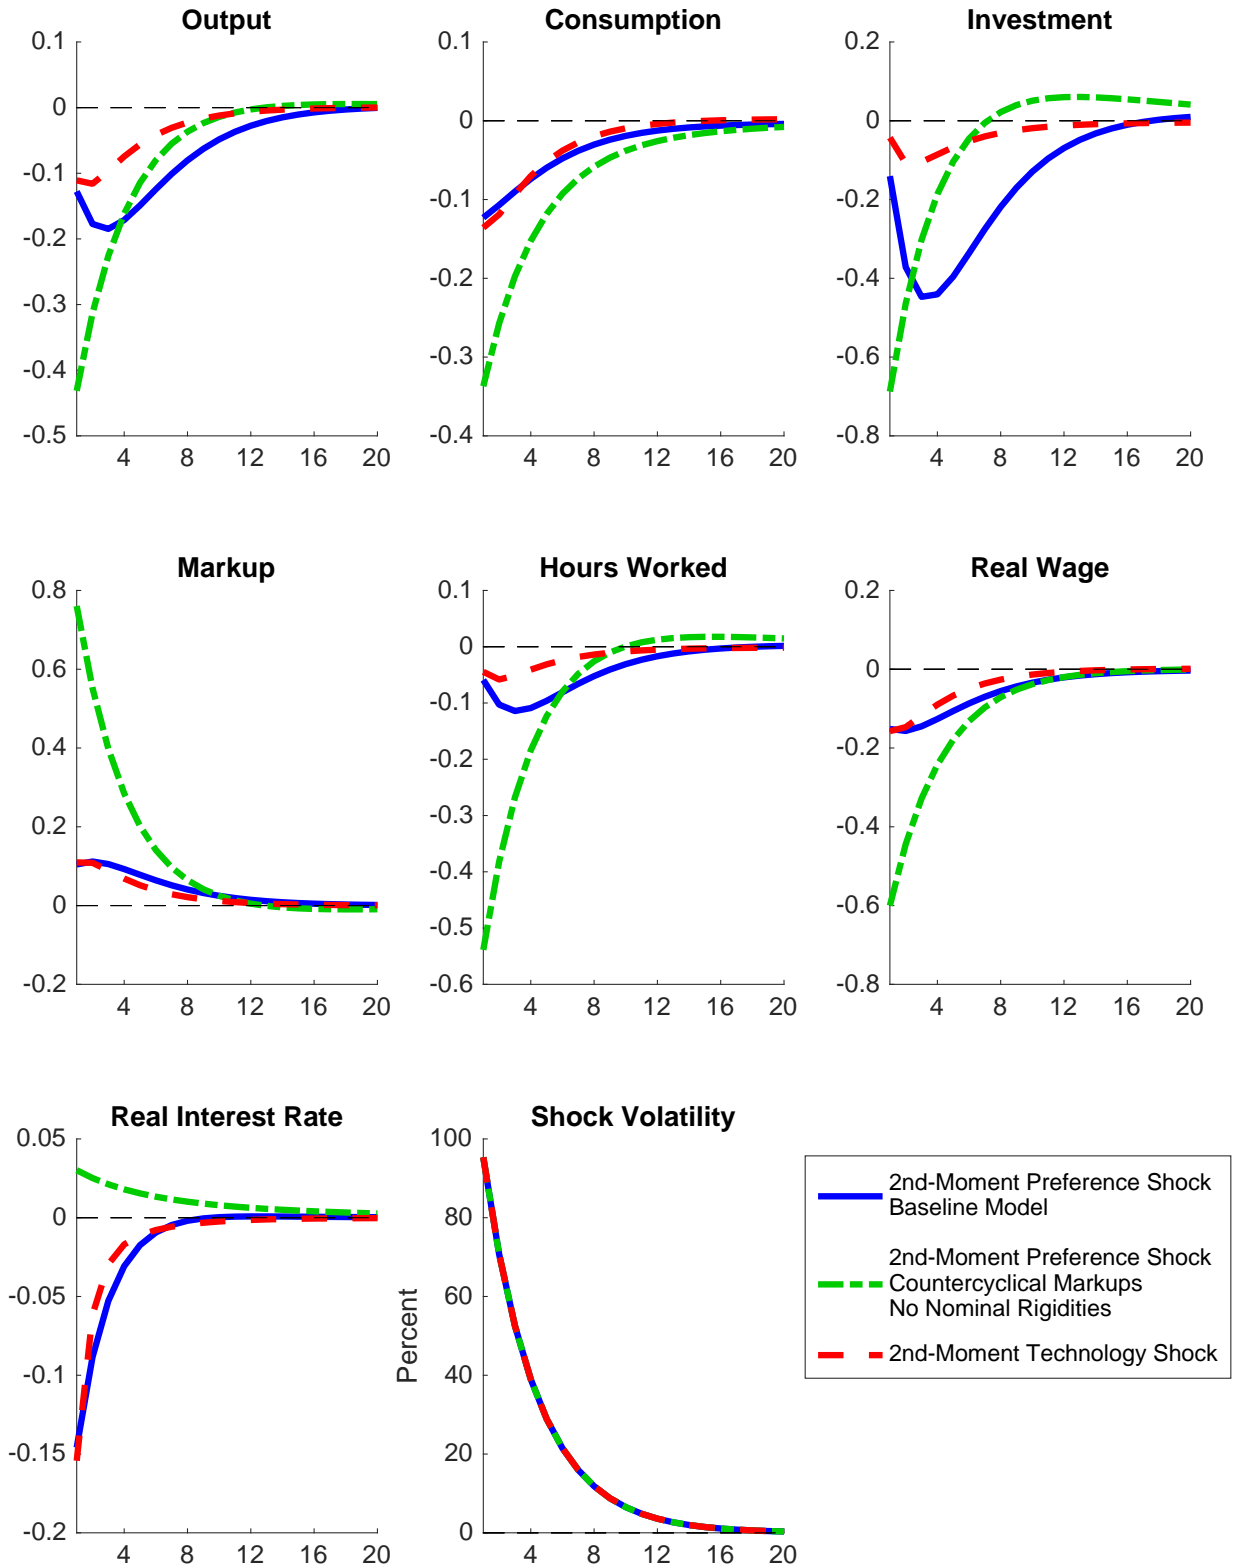 Output
0.1
0
-0.1
-0.2
-0.3
-0.4
-0.5
4 8 12 16 20
Consumption
0.1
0
-0.1
-0.2
-0.3
-0.4
4 8 12 16 20
Investment
0.2
0
-0.2
-0.4
-0.6
-0.8
4 8 12 16 20
Markup
0.8
0.6
0.4
0.2
0
-0.2
4 8 12 16 20
Hours Worked
0.1
0
-0.1
-0.2
-0.3
-0.4
-0.5
-0.6
4 8 12 16 20
Real Wage
0.2
0
-0.2
-0.4
-0.6
-0.8
4 8 12 16 20
Real Interest Rate
0.05
0
-0.05
-0.1
-0.15
-0.2
4 8 12 16 20
Shock Volatility
Percent
100
80
60
40
20
0
4 8 12 16 20
2nd-Moment Preference Shock
Baseline Model
2nd-Moment Preference Shock
Countercyclical Markups
No Nominal Rigidities
2nd-Moment Technology Shock